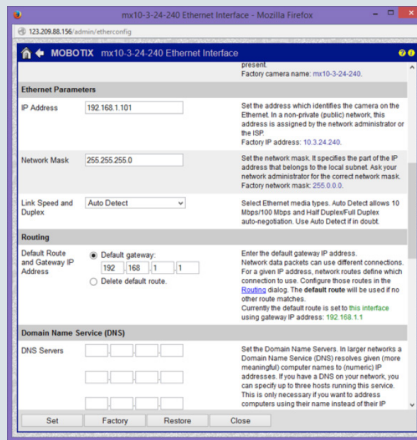 mx10-3-24-240 Ethernet Interface - Mozilla Firefox
123.209.88.156/admin/etherconfig
MOBOTIX mx10-3-24-240 Ethernet Interface
present.
Factory camera name: mx10-3-24-240.
Ethernet Parameters
IP Address
192.168.1.101
Set the address which identifies the camera on the
Ethernet. In a non-private (public) network, this
address is assigned by the network administrator or
the ISP.
Factory IP address: 10.3.24.240.
Network Mask
255.255.255.0
Set the network mask. It specifies the part of the IP
address that belongs to the local subnet. Ask your
network administrator for the correct network mask.
Factory network mask: 255.0.0.0.
Link Speed and
Duplex
Auto Detect
Select Ethernet media types. Auto Detect allows 10
Mbps/100 Mbps and Half Duplex/Full Duplex
auto-negotiation. Use Auto Detect if in doubt.
Routing
Default Route
and Gateway IP
Address
Default gateway:
192 . 168 . 1 . 1
Delete default route.
Enter the default gateway IP address.
Network data packets can use different connections.
For a given IP address, network routes define which
connection to use. Configure those routes in the
Routing dialog. The default route will be used if no
other route matches.
Currently the default route is set to this interface
using gateway IP address: 192.168.1.1
Domain Name Service (DNS)
DNS Servers
Set the Domain Name Servers. In larger networks a
Domain Name Service (DNS) resolves given (more
meaningful) computer names to (numeric) IP
addresses. If you have a DNS on your network, you
can specify up to three hosts running this service.
This is only necessary if you want to address
computers using their name instead of their IP
Set Factory Restore Close